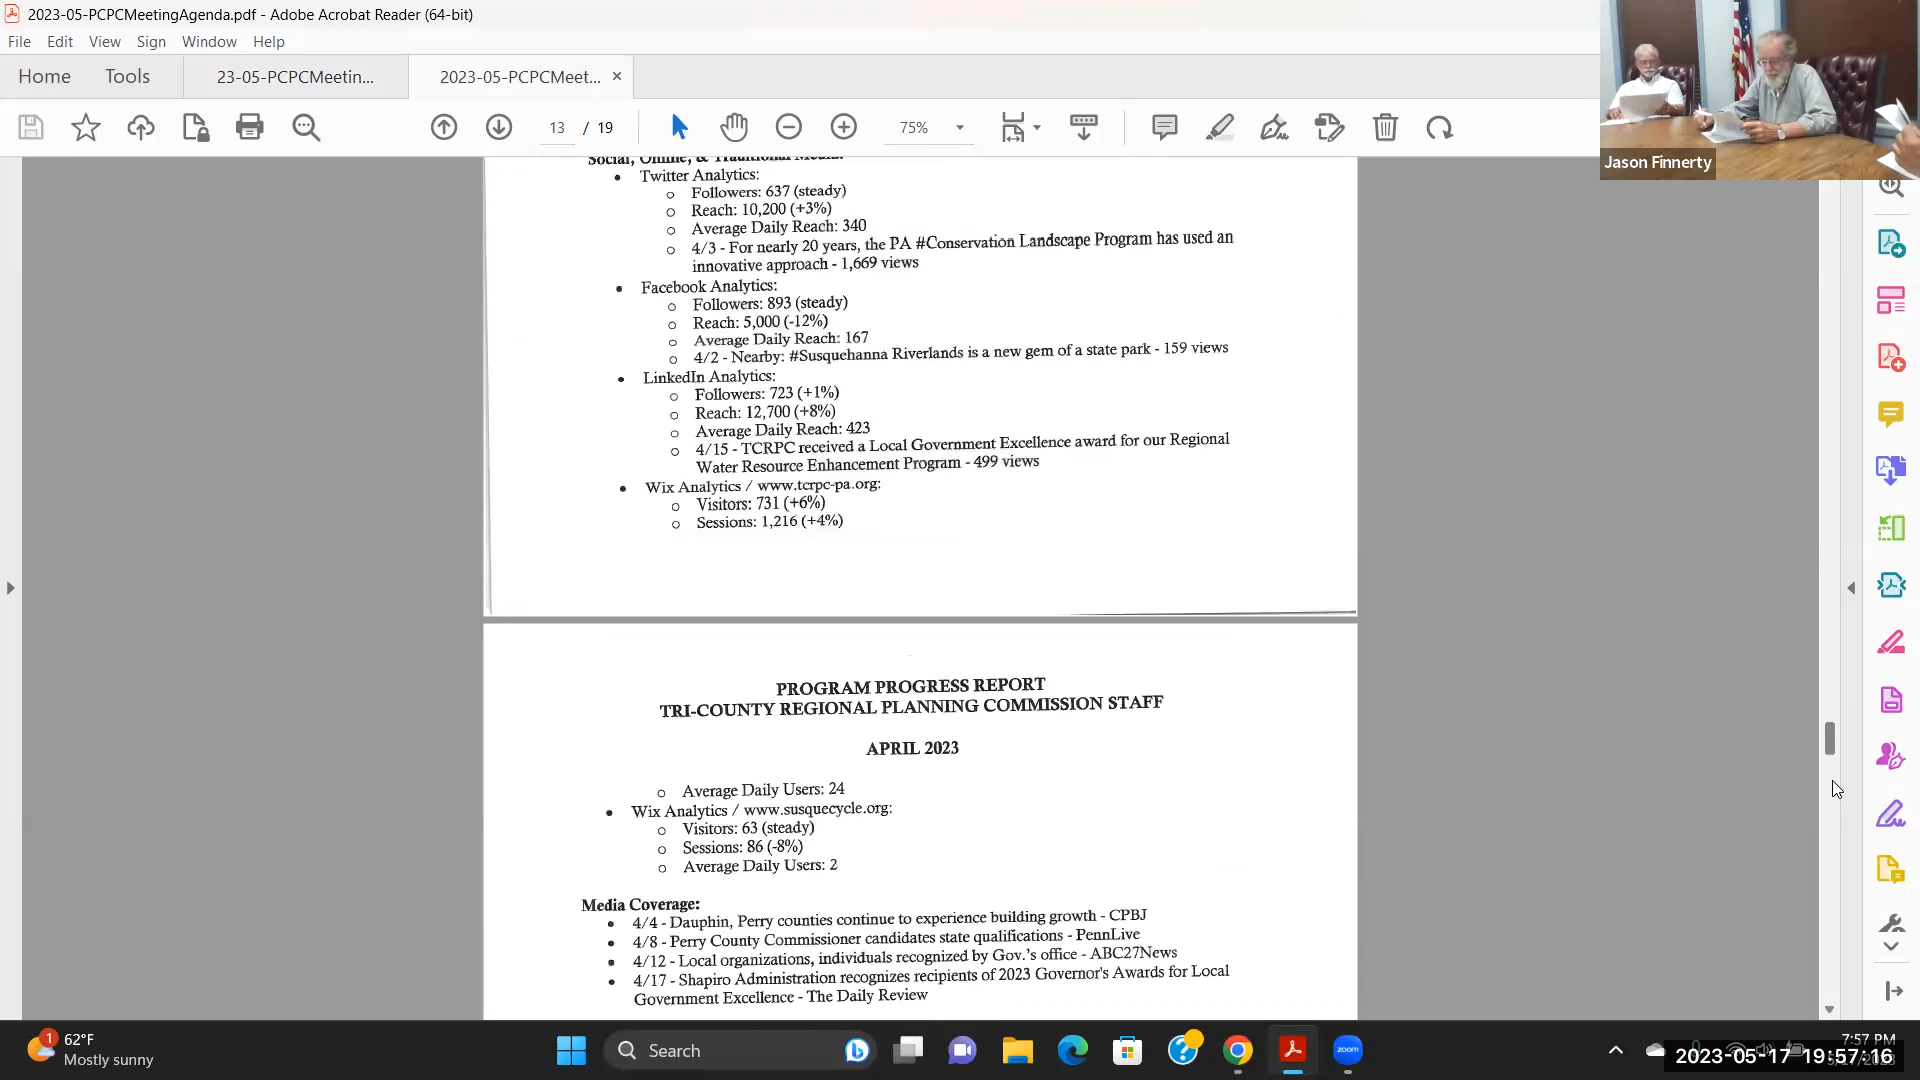 2023-05-PCPCMeetingAgenda.pdf - Adobe Acrobat Reader (64-bit)
File Edit View Sign Window Help
Home Tools 23-05-PCPCMeetin... 2023-05-PCPCMeet... ×
13 / 19 75%
Jason Finnerty
Social, Online, & Traditional Media:
• Twitter Analytics:
o Followers: 637 (steady)
o Reach: 10,200 (+3%)
o Average Daily Reach: 340
o 4/3 - For nearly 20 years, the PA #Conservation Landscape Program has used an
innovative approach - 1,669 views
• Facebook Analytics:
o Followers: 893 (steady)
o Reach: 5,000 (-12%)
o Average Daily Reach: 167
o 4/2 - Nearby: #Susquehanna Riverlands is a new gem of a state park - 159 views
• LinkedIn Analytics:
o Followers: 723 (+1%)
o Reach: 12,700 (+8%)
o Average Daily Reach: 423
o 4/15 - TCRPC received a Local Government Excellence award for our Regional
Water Resource Enhancement Program - 499 views
• Wix Analytics / www.tcrpc-pa.org:
o Visitors: 731 (+6%)
o Sessions: 1,216 (+4%)
PROGRAM PROGRESS REPORT
TRI-COUNTY REGIONAL PLANNING COMMISSION STAFF
APRIL 2023
o Average Daily Users: 24
• Wix Analytics / www.susquecycle.org:
o Visitors: 63 (steady)
o Sessions: 86 (-8%)
o Average Daily Users: 2
Media Coverage:
• 4/4 - Dauphin, Perry counties continue to experience building growth - CPBJ
• 4/8 - Perry County Commissioner candidates state qualifications - PennLive
• 4/12 - Local organizations, individuals recognized by Gov.'s office - ABC27News
• 4/17 - Shapiro Administration recognizes recipients of 2023 Governor's Awards for Local
Government Excellence - The Daily Review
1 62°F
Mostly sunny
Search
zoom
7:57 PM
2023-05-17 19:57:16